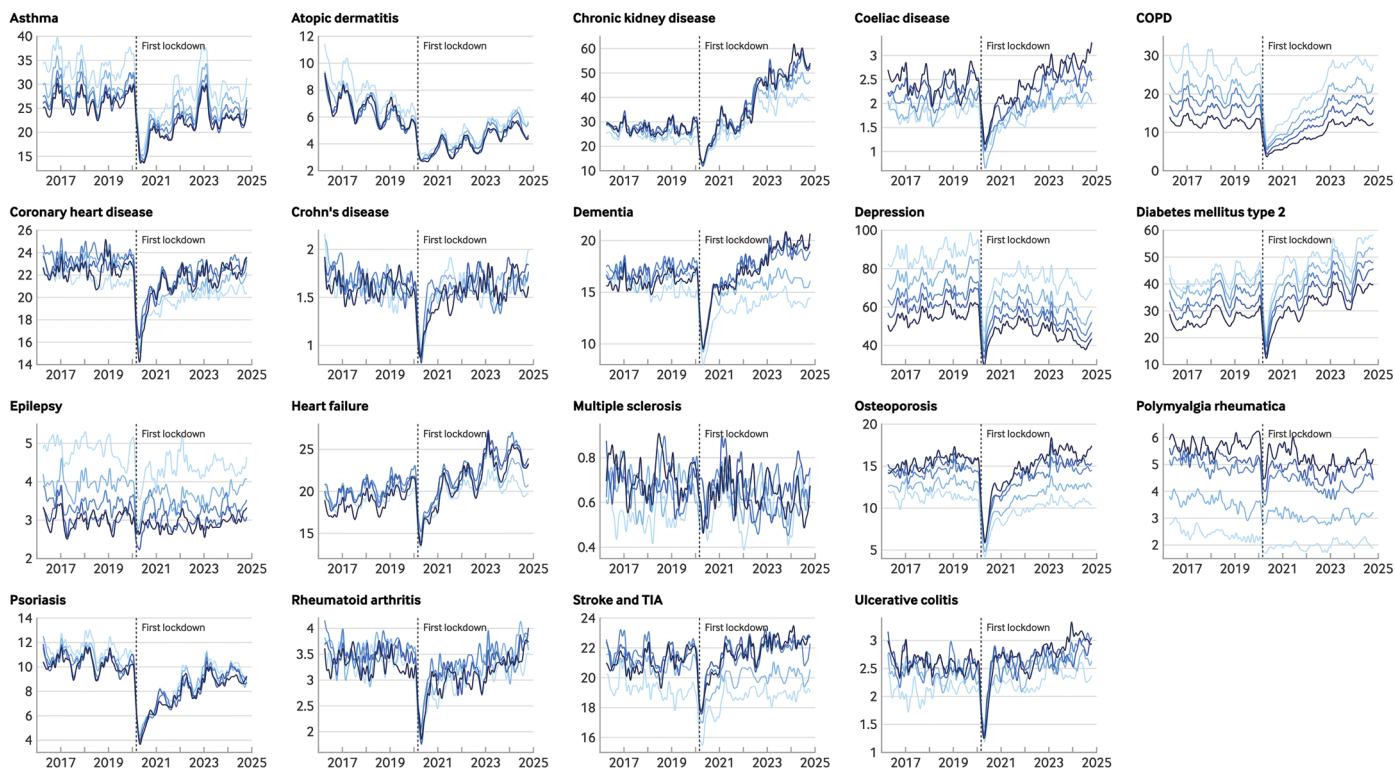 Asthma
40
35
30
25
20
15
First lockdown
2017 2019 2021 2023 2025
Atopic dermatitis
12
10
8
6
4
2
First lockdown
2017 2019 2021 2023 2025
Chronic kidney disease
60
50
40
30
20
10
First lockdown
2017 2019 2021 2023 2025
Coeliac disease
3
2.5
2
1.5
1
First lockdown
2017 2019 2021 2023 2025
COPD
30
20
10
0
First lockdown
2017 2019 2021 2023 2025
Coronary heart disease
26
24
22
20
18
16
14
First lockdown
2017 2019 2021 2023 2025
Crohn's disease
2
1.5
1
First lockdown
2017 2019 2021 2023 2025
Dementia
20
15
10
First lockdown
2017 2019 2021 2023 2025
Depression
100
80
60
40
First lockdown
2017 2019 2021 2023 2025
Diabetes mellitus type 2
60
50
40
30
20
10
First lockdown
2017 2019 2021 2023 2025
Epilepsy
5
4
3
2
First lockdown
2017 2019 2021 2023 2025
Heart failure
25
20
15
First lockdown
2017 2019 2021 2023 2025
Multiple sclerosis
0.8
0.6
0.4
First lockdown
2017 2019 2021 2023 2025
Osteoporosis
20
15
10
5
First lockdown
2017 2019 2021 2023 2025
Polymyalgia rheumatica
6
5
4
3
2
First lockdown
2017 2019 2021 2023 2025
Psoriasis
14
12
10
8
6
4
First lockdown
2017 2019 2021 2023 2025
Rheumatoid arthritis
4
3.5
3
2.5
2
First lockdown
2017 2019 2021 2023 2025
Stroke and TIA
24
22
20
18
16
First lockdown
2017 2019 2021 2023 2025
Ulcerative colitis
3
2.5
2
1.5
1
First lockdown
2017 2019 2021 2023 2025